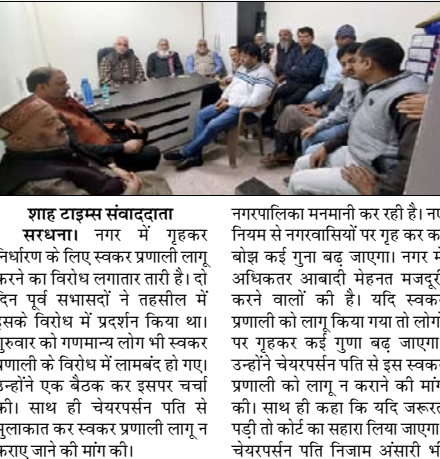 शाह टाइम्स संवाददाता
सरधना। नगर में गृहकर
निर्धारण के लिए स्वकर प्रणाली लागू
करने का विरोध लगातार तारी है। दो
दिन पूर्व सभासदों ने तहसील में
इसके विरोध में प्रदर्शन किया था।
गुरुवार को गणमान्य लोग भी स्वकर
प्रणाली के विरोध में लामबंद हो गए।
उन्होंने एक बैठक कर इसपर चर्चा
की। साथ ही चेयरपर्सन पति से
मुलाकात कर स्वकर प्रणाली लागू न
कराए जाने की मांग की।
नगरपालिका मनमानी कर रही है। नए
नियम से नगरवासियों पर गृह कर का
बोझ कई गुना बढ़ जाएगा। नगर में
अधिकतर आबादी मेहनत मजदूरी
करने वालों की है। यदि स्वकर
प्रणाली को लागू किया गया तो लोगों
पर गृहकर कई गुणा बढ़ जाएगा।
उन्होंने चेयरपर्सन पति से इस स्वकर
प्रणाली को लागू न कराने की मांग
की। साथ ही कहा कि यदि जरूरत
पड़ी तो कोर्ट का सहारा लिया जाएगा।
चेयरपर्सन पति निजाम अंसारी भी